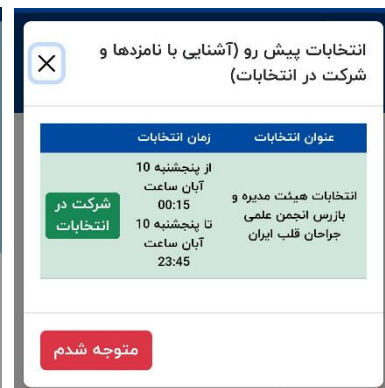 انتخابات پیش رو (آشنایی با نامزدها و
شرکت در انتخابات)
عنوان انتخابات
زمان انتخابات
انتخابات هیئت مدیره و
بازرس انجمن علمی
جراحان قلب ایران
از پنجشنبه 10
آبان ساعت
00:15
تا پنجشنبه 10
آبان ساعت
23:45
شرکت در
انتخابات
متوجه شدم